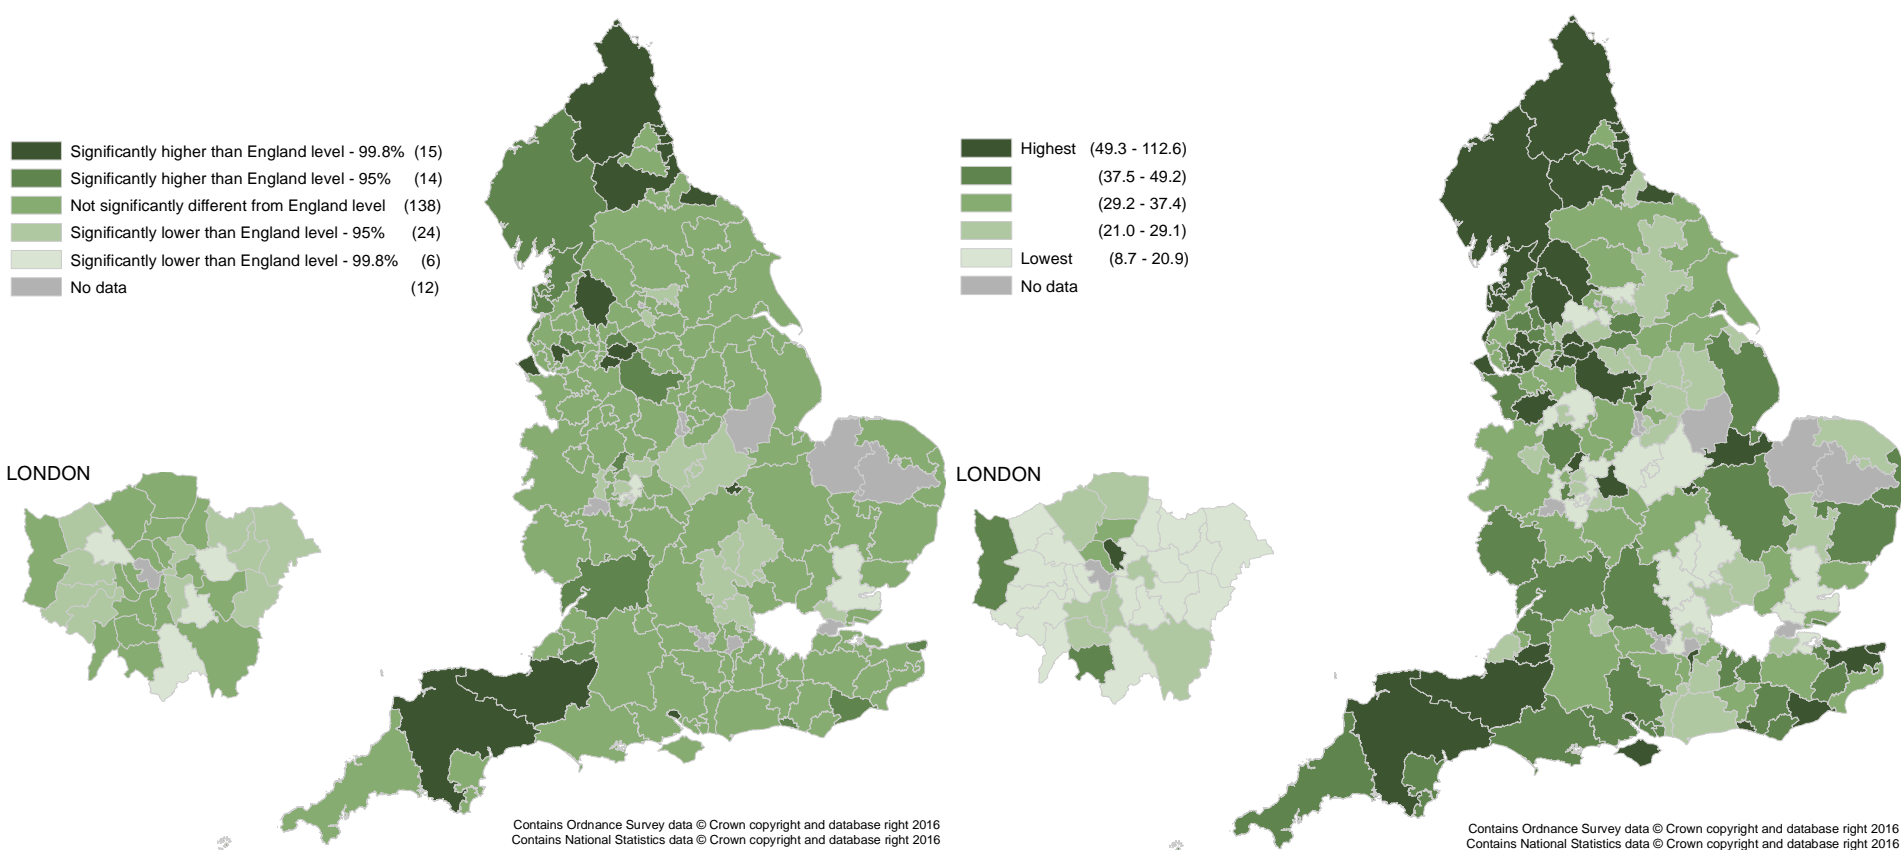 Significantly higher than England level - 99.8% (15)
Significantly higher than England level - 95% (14)
Not significantly different from England level (138)
Significantly lower than England level - 95% (24)
Significantly lower than England level - 99.8% (6)
No data (12)
LONDON
Contains Ordnance Survey data © Crown copyright and database right 2016
Contains National Statistics data © Crown copyright and database right 2016
Highest (49.3 - 112.6)
(37.5 - 49.2)
(29.2 - 37.4)
(21.0 - 29.1)
Lowest (8.7 - 20.9)
No data
LONDON
Contains Ordnance Survey data © Crown copyright and database right 2016
Contains National Statistics data © Crown copyright and database right 2016